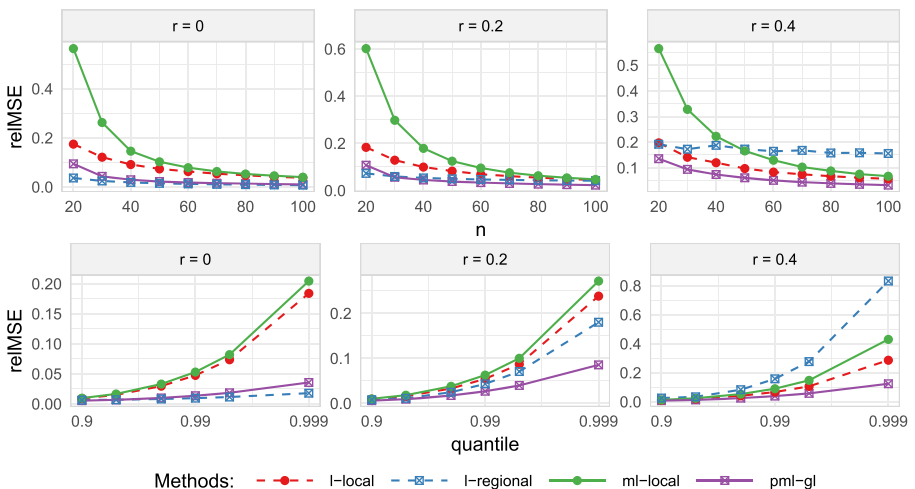 r = 0
r = 0.2
r = 0.4
relMSE
0.4
0.2
0.0
0.6
0.4
0.2
0.0
0.5
0.4
0.3
0.2
0.1
20 40 60 80 100
20 40 60 80 100
20 40 60 80 100
n
r = 0
r = 0.2
r = 0.4
relMSE
0.20
0.15
0.10
0.05
0.00
0.2
0.1
0.0
0.8
0.6
0.4
0.2
0.0
0.9 0.99 0.999
0.9 0.99 0.999
0.9 0.99 0.999
quantile
Methods: l−local l−regional ml−local pml−gl